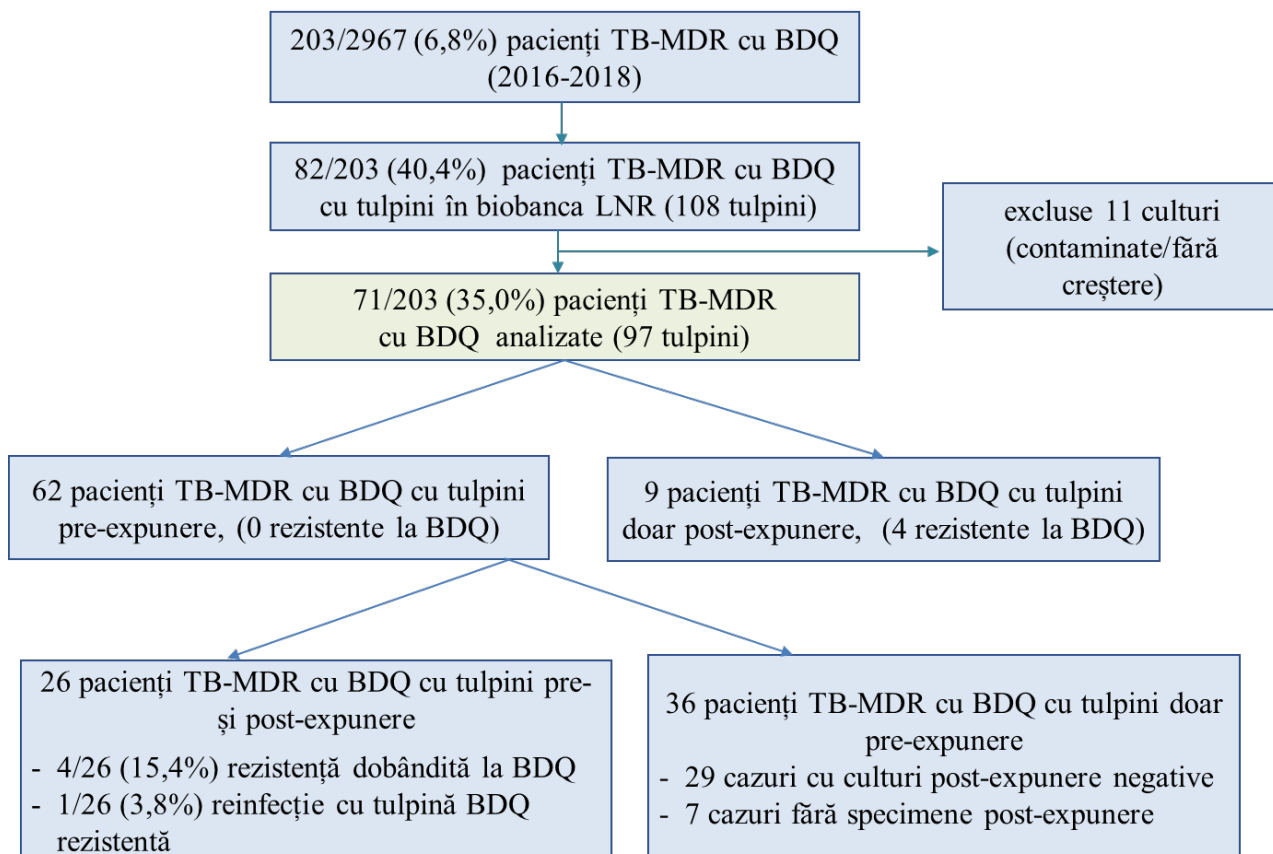 203/2967 (6,8%) pacienți TB-MDR cu BDQ
(2016-2018)
82/203 (40,4%) pacienți TB-MDR cu BDQ
cu tulpini în biobanca LNR (108 tulpini)
excluse 11 culturi
(contaminate/fără
creștere)
71/203 (35,0%) pacienți TB-MDR
cu BDQ analizate (97 tulpini)
62 pacienți TB-MDR cu BDQ cu tulpini
pre-expunere, (0 rezistente la BDQ)
9 pacienți TB-MDR cu BDQ cu tulpini
doar post-expunere, (4 rezistente la BDQ)
26 pacienți TB-MDR cu BDQ cu tulpini pre-
și post-expunere
- 4/26 (15,4%) rezistență dobândită la BDQ
- 1/26 (3,8%) reinfecție cu tulpină BDQ
rezistentă
36 pacienți TB-MDR cu BDQ cu tulpini doar
pre-expunere
- 29 cazuri cu culturi post-expunere negative
- 7 cazuri fără specimene post-expunere